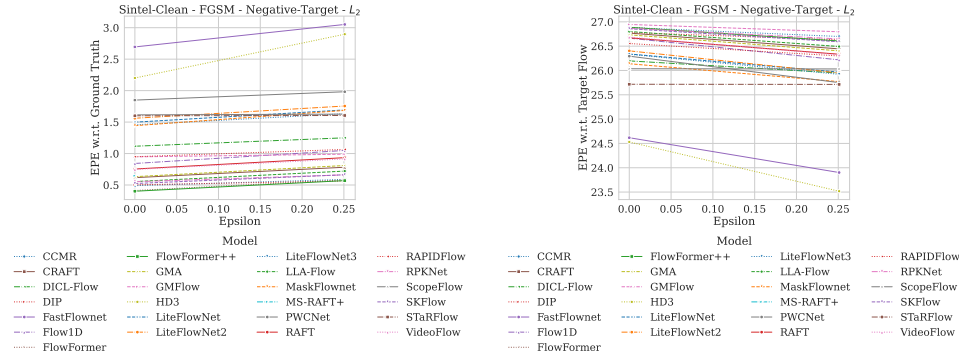 Sintel-Clean - FGSM - Negative-Target - L2
EPE w.r.t. Ground Truth
3.0
2.5
2.0
1.5
1.0
0.5
0.00 0.05 0.10 0.15 0.20 0.25
Epsilon
Model
CCMR FlowFormer++ LiteFlowNet3 RAPIDFlow
CRAFT GMA LLA-Flow RPKNet
DICL-Flow GMFlow MaskFlownet ScopeFlow
DIP HD3 MS-RAFT+ SKFlow
FastFlownet LiteFlowNet PWCNet STaRFlow
Flow1D LiteFlowNet2 RAFT VideoFlow
FlowFormer
Sintel-Clean - FGSM - Negative-Target - L2
EPE w.r.t. Target Flow
27.0
26.5
26.0
25.5
25.0
24.5
24.0
23.5
0.00 0.05 0.10 0.15 0.20 0.25
Epsilon
Model
CCMR FlowFormer++ LiteFlowNet3 RAPIDFlow
CRAFT GMA LLA-Flow RPKNet
DICL-Flow GMFlow MaskFlownet ScopeFlow
DIP HD3 MS-RAFT+ SKFlow
FastFlownet LiteFlowNet PWCNet STaRFlow
Flow1D LiteFlowNet2 RAFT VideoFlow
FlowFormer